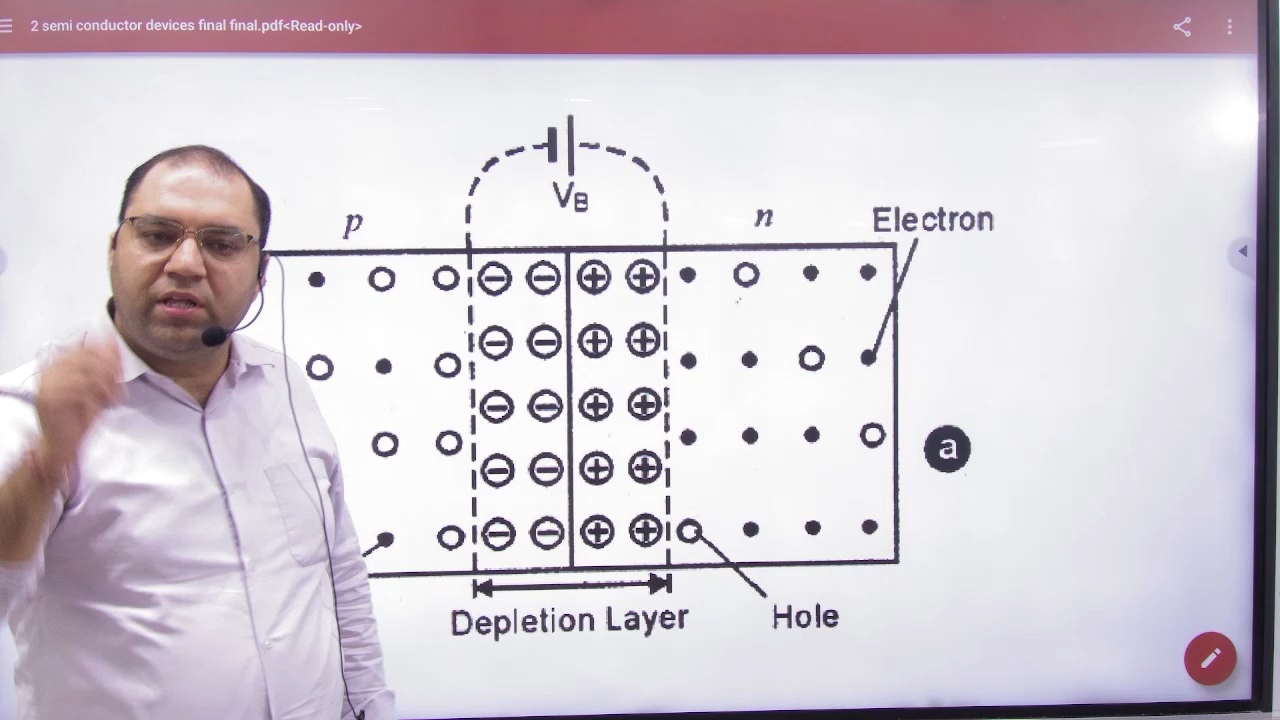 2 semi conductor devices final final.pdf<Read-only>
V_B
p
n
Electron
a
Depletion Layer
Hole